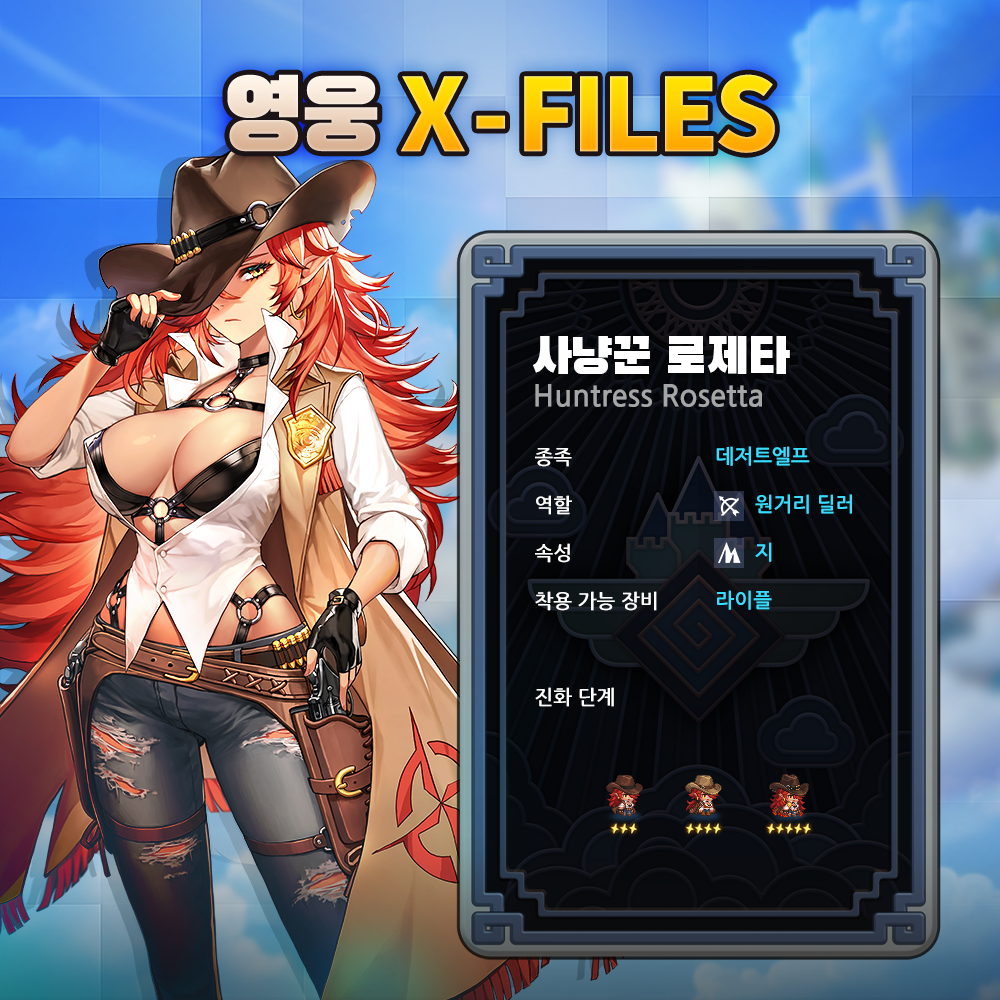 영웅 X-FILES
사냥꾼 로제타
Huntress Rosetta
종족 데저트엘프
역할 원거리 딜러
속성 지
착용 가능 장비 라이플
진화 단계